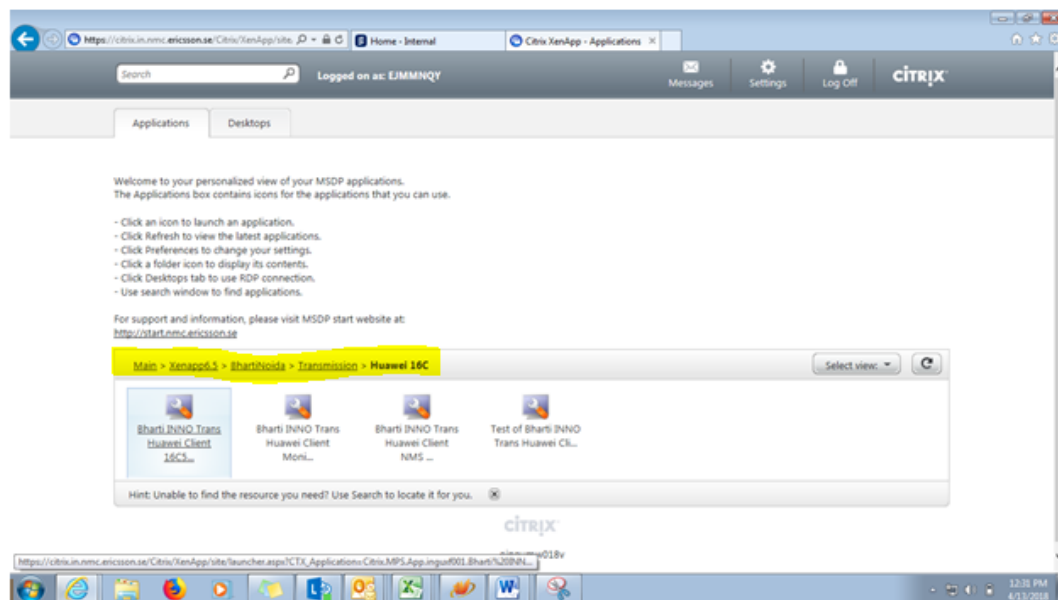 https://citrix.in.nmc.ericsson.se/Citrix/XenApp/site,
Home - Internal
Citrix XenApp - Applications
Search
Logged on as: EJMMNQY
Messages
Settings
Log Off
CITRIX
Applications
Desktops
Welcome to your personalized view of your MSDP applications.
The Applications box contains icons for the applications that you can use.
- Click an icon to launch an application.
- Click Refresh to view the latest applications.
- Click Preferences to change your settings.
- Click a folder icon to display its contents.
- Click Desktops tab to use RDP connection.
- Use search window to find applications.
For support and information, please visit MSDP start website at:
http://start.nmc.ericsson.se
Main > Xenapp6.5 > BhartiNoida > Transmission > Huawei 16C
Select view:
Bharti INNO Trans
Huawei Client
16C5...
Bharti INNO Trans
Huawei Client
Moni...
Bharti INNO Trans
Huawei Client
NMS ...
Test of Bharti INNO
Trans Huawei Cli...
Hint: Unable to find the resource you need? Use Search to locate it for you.
CITRIX
https://citrix.in.nmc.ericsson.se/Citrix/XenApp/site/launcher.aspx?CTX_Application=Citrix.MPS.App.
12:31 PM
4/13/2018